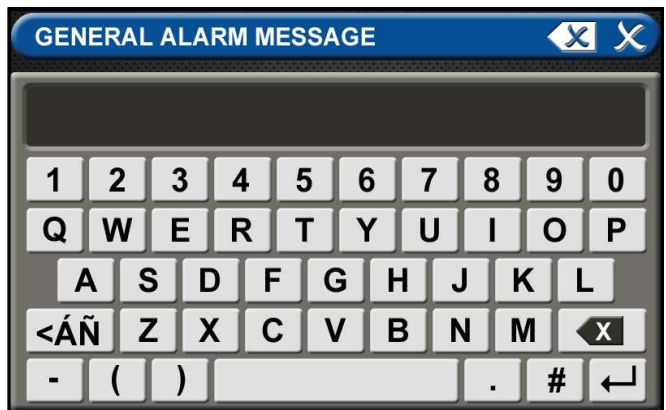 GENERAL ALARM MESSAGE X X
1 2 3 4 5 6 7 8 9 0
Q W E R T Y U I O P
A S D F G H J K L
<ÁÑ Z X C V B N M X
- ( ) . #